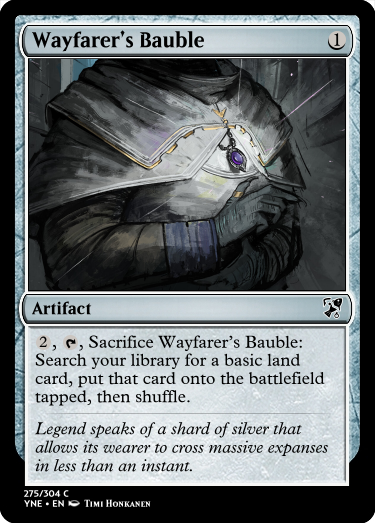 Wayfarer's Bauble 1
Artifact
2, , Sacrifice Wayfarer's Bauble:
Search your library for a basic land
card, put that card onto the battlefield
tapped, then shuffle.
Legend speaks of a shard of silver that
allows its wearer to cross massive expanses
in less than an instant.
275/304 C
YNE • EN Timi Honkanen